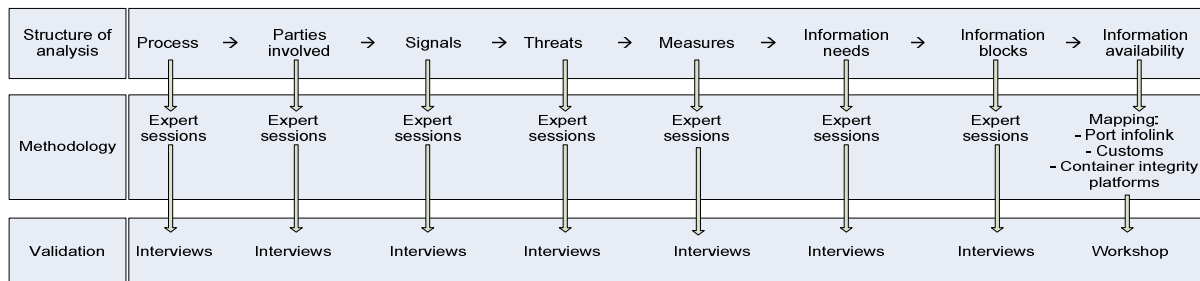 Structure of
analysis
Process → Parties
involved → Signals → Threats → Measures → Information
needs → Information
blocks → Information
availability
Methodology
Expert
sessions
Expert
sessions
Expert
sessions
Expert
sessions
Expert
sessions
Expert
sessions
Expert
sessions
Mapping:
- Port infolink
- Customs
- Container integrity
platforms
Validation
Interviews
Interviews
Interviews
Interviews
Interviews
Interviews
Interviews
Workshop